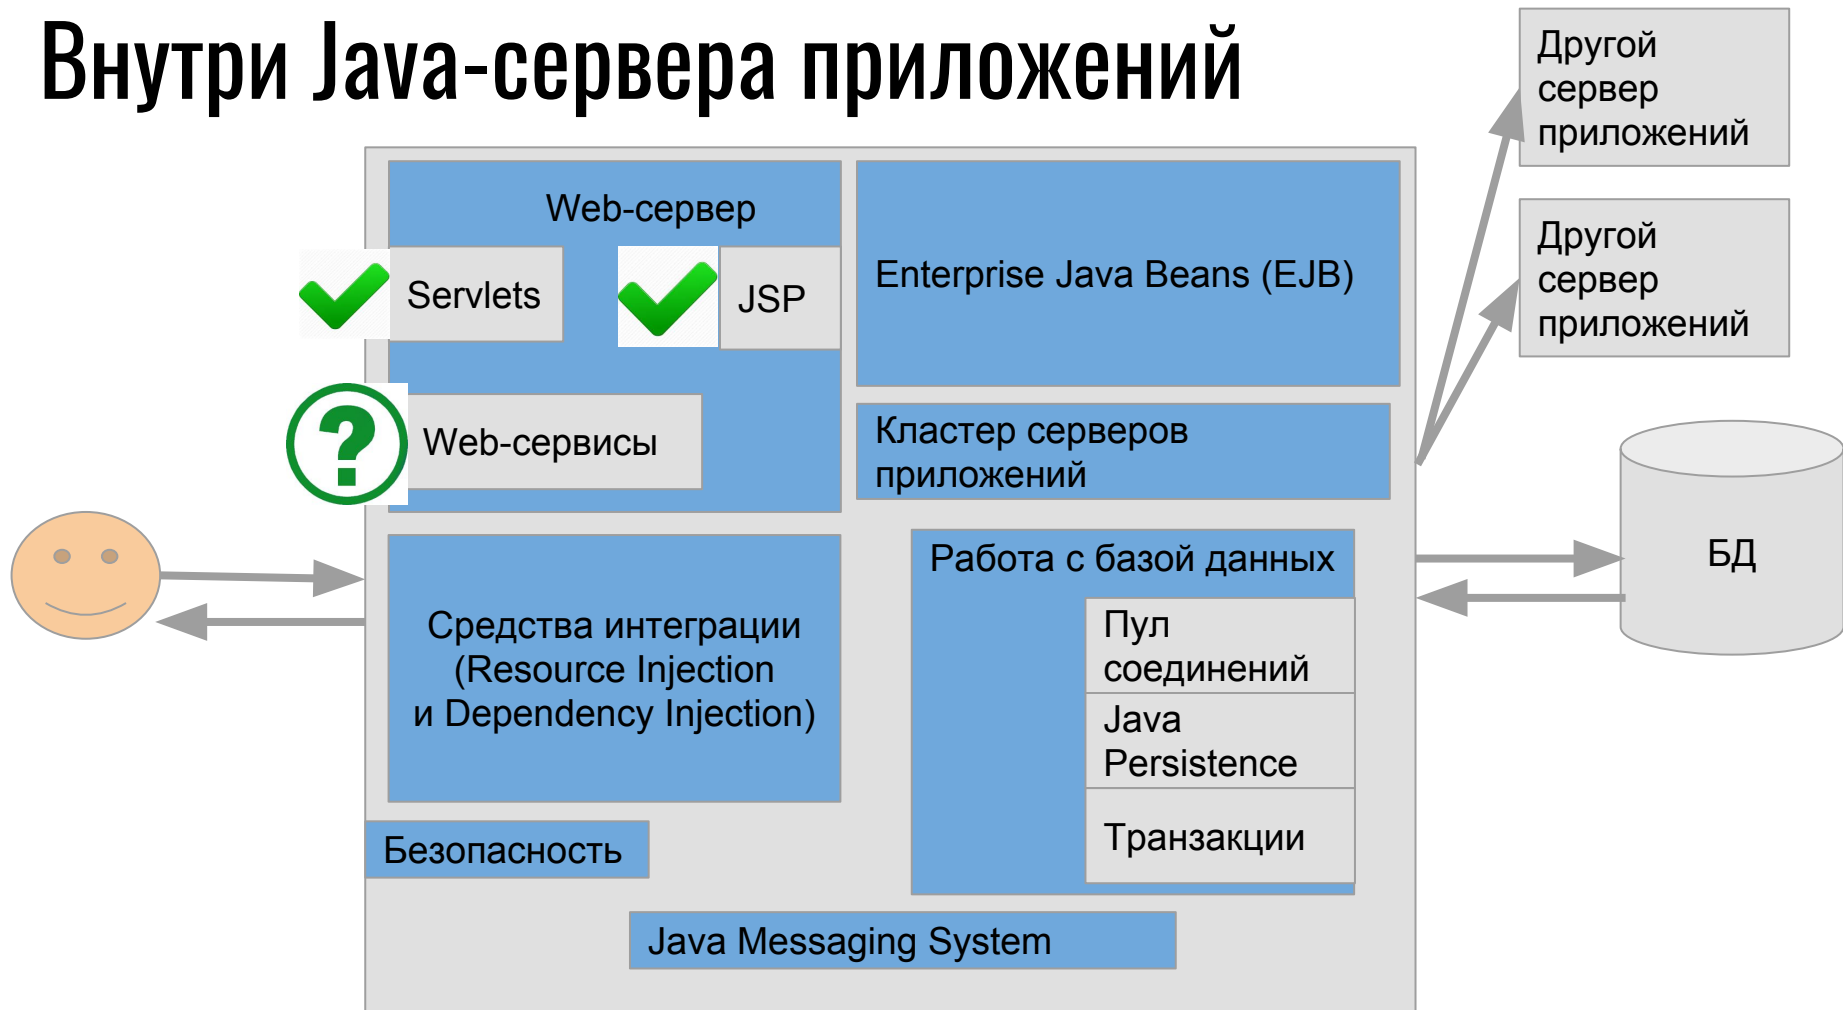 Внутри Java-сервера приложений
Другой
сервер
приложений
Другой
сервер
приложений
Web-сервер
Servlets
JSP
Web-сервисы
Enterprise Java Beans (EJB)
Кластер серверов
приложений
Средства интеграции
(Resource Injection
и Dependency Injection)
Работа с базой данных
Пул
соединений
Java
Persistence
Транзакции
БД
Безопасность
Java Messaging System